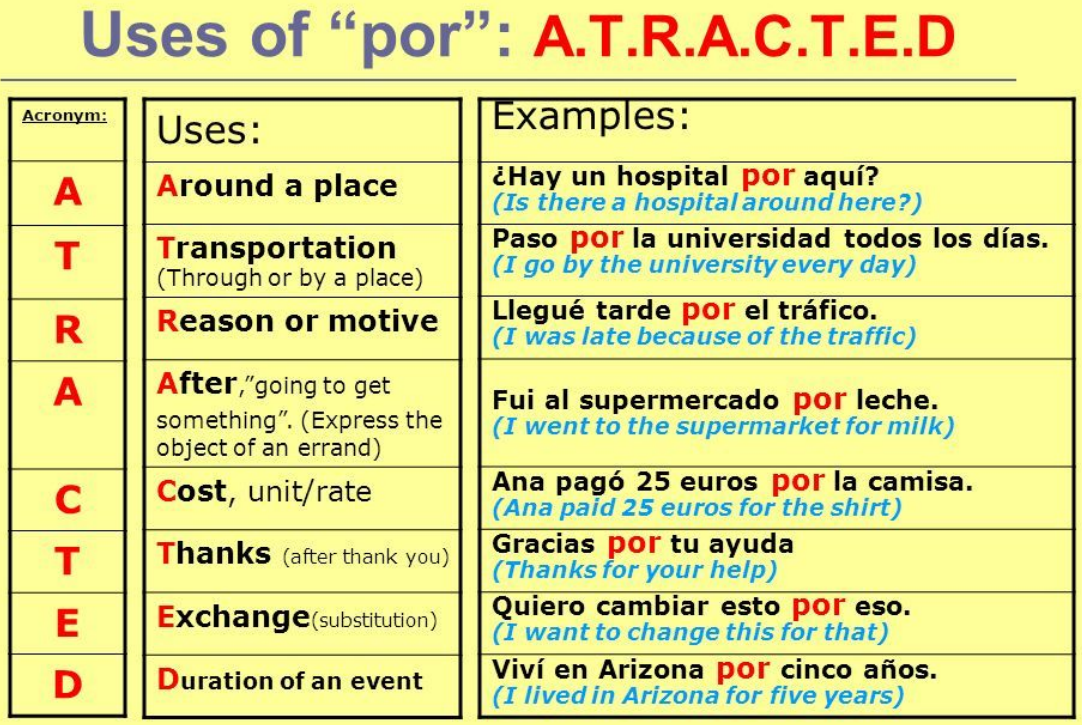 Uses of “por”: A.T.R.A.C.T.E.D
Acronym:
Uses:
Examples:
A
Around a place
¿Hay un hospital por aquí?
(Is there a hospital around here?)
T
Transportation
(Through or by a place)
Paso por la universidad todos los días.
(I go by the university every day)
R
Reason or motive
Llegué tarde por el tráfico.
(I was late because of the traffic)
A
After,”going to get
something”. (Express the
object of an errand)
Fui al supermercado por leche.
(I went to the supermarket for milk)
C
Cost, unit/rate
Ana pagó 25 euros por la camisa.
(Ana paid 25 euros for the shirt)
T
Thanks (after thank you)
Gracias por tu ayuda
(Thanks for your help)
E
Exchange(substitution)
Quiero cambiar esto por eso.
(I want to change this for that)
D
Duration of an event
Viví en Arizona por cinco años.
(I lived in Arizona for five years)